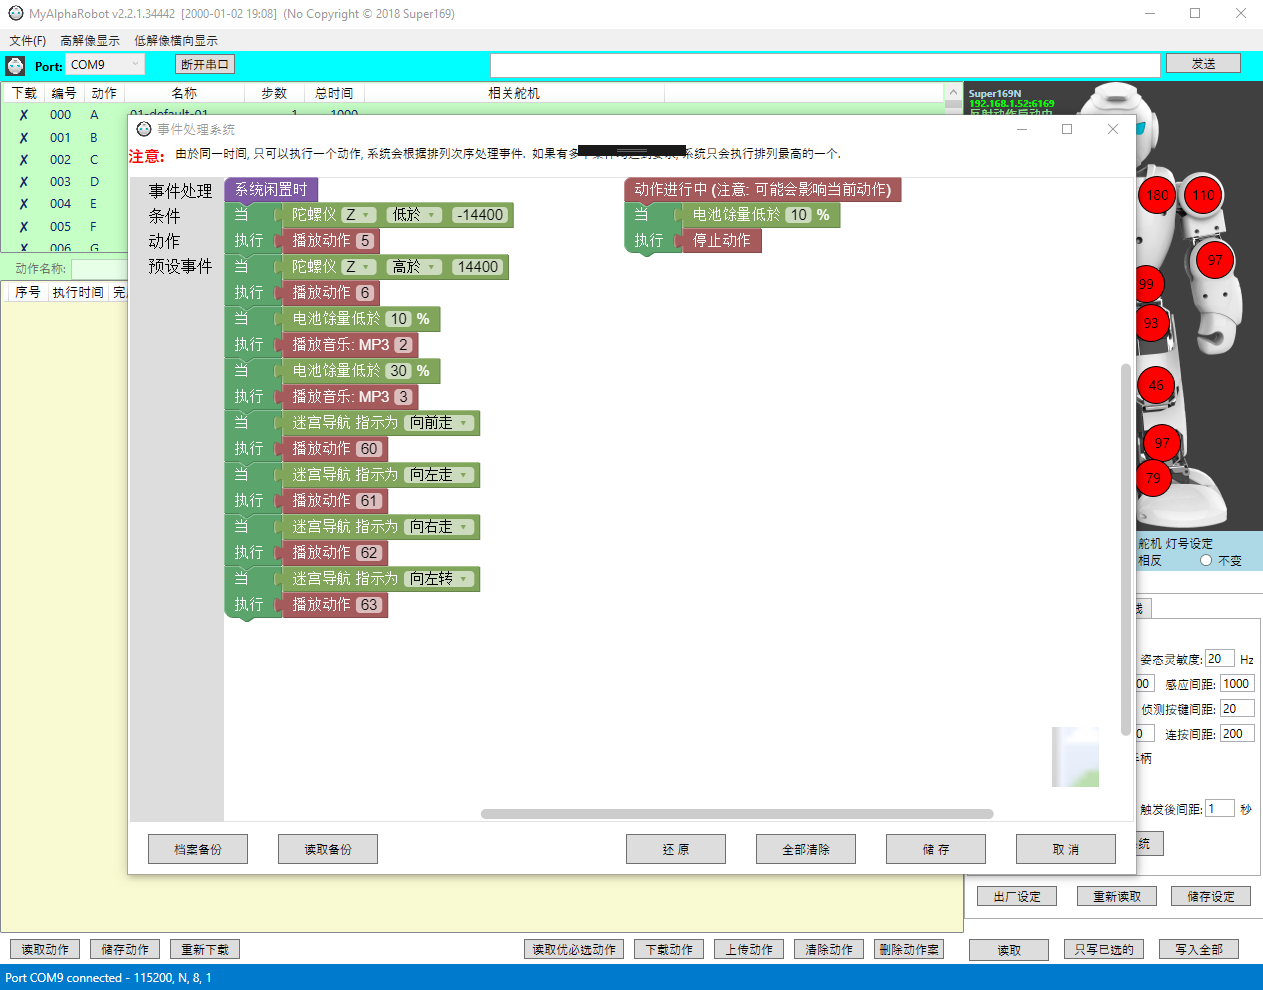 MyAlphaRobot v2.2.1.34442 [2000-01-02 19:08] (No Copyright © 2018 Super169)
文件(F) 高解像显示 低解像横向显示
Port: COM9 断开串口 发送
下载 编号 动作 名称 步数 总时间 相关舵机
✗ 000 A 01-default-01 1 1000
✗ 001 B
✗ 002 C
✗ 003 D
✗ 004 E
✗ 005 F
✗ 006 G
动作名称:
序号 执行时间
Super169N
192.168.1.52:6169
事件处理系统
注意: 由於同一时间, 只可以执行一个动作, 系统会根据排列次序处理事件. 如果有多 系统只会执行排列最高的一个.
事件处理
条件
动作
预设事件
系统闲置时
当 陀螺仪 Z 低於 -14400
执行 播放动作 5
当 陀螺仪 Z 高於 14400
执行 播放动作 6
当 电池馀量低於 10 %
执行 播放音乐: MP3 2
当 电池馀量低於 30 %
执行 播放音乐: MP3 3
当 迷宫导航 指示为 向前走
执行 播放动作 60
当 迷宫导航 指示为 向左走
执行 播放动作 61
当 迷宫导航 指示为 向右走
执行 播放动作 62
当 迷宫导航 指示为 向左转
执行 播放动作 63
动作进行中 (注意: 可能会影响当前动作)
当 电池馀量低於 10 %
执行 停止动作
180 110
97
99
93
46
97
79
舵机 灯号设定
相反 不变
线
姿态灵敏度: 20 Hz
00 感应间距: 1000
侦测按键间距: 20
0 连按间距: 200
手柄
触发後间距: 1 秒
统
档案备份 读取备份 还 原 全部清除 储 存 取 消
出厂设定 重新读取 储存设定
读取动作 储存动作 重新下载 读取优必选动作 下载动作 上传动作 清除动作 删除动作案 读取 只写已选的 写入全部
Port COM9 connected - 115200, N, 8, 1